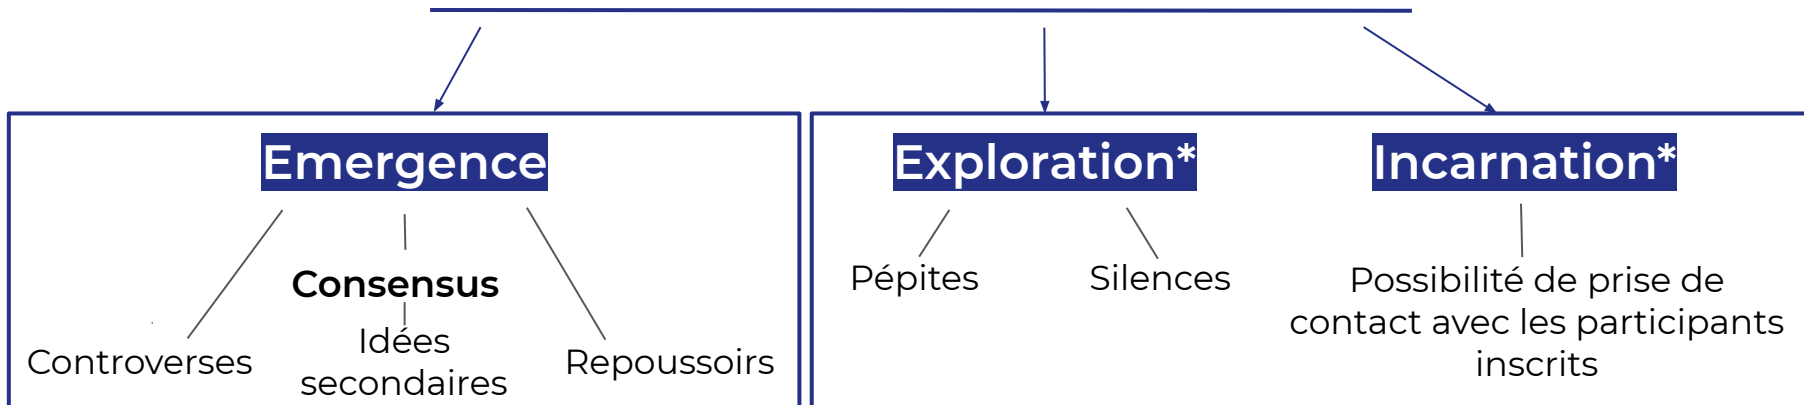 Emergence
Exploration*
Incarnation*
Consensus
Controverses
Idées
secondaires
Repoussoirs
Pépites
Silences
Possibilité de prise de
contact avec les participants
inscrits